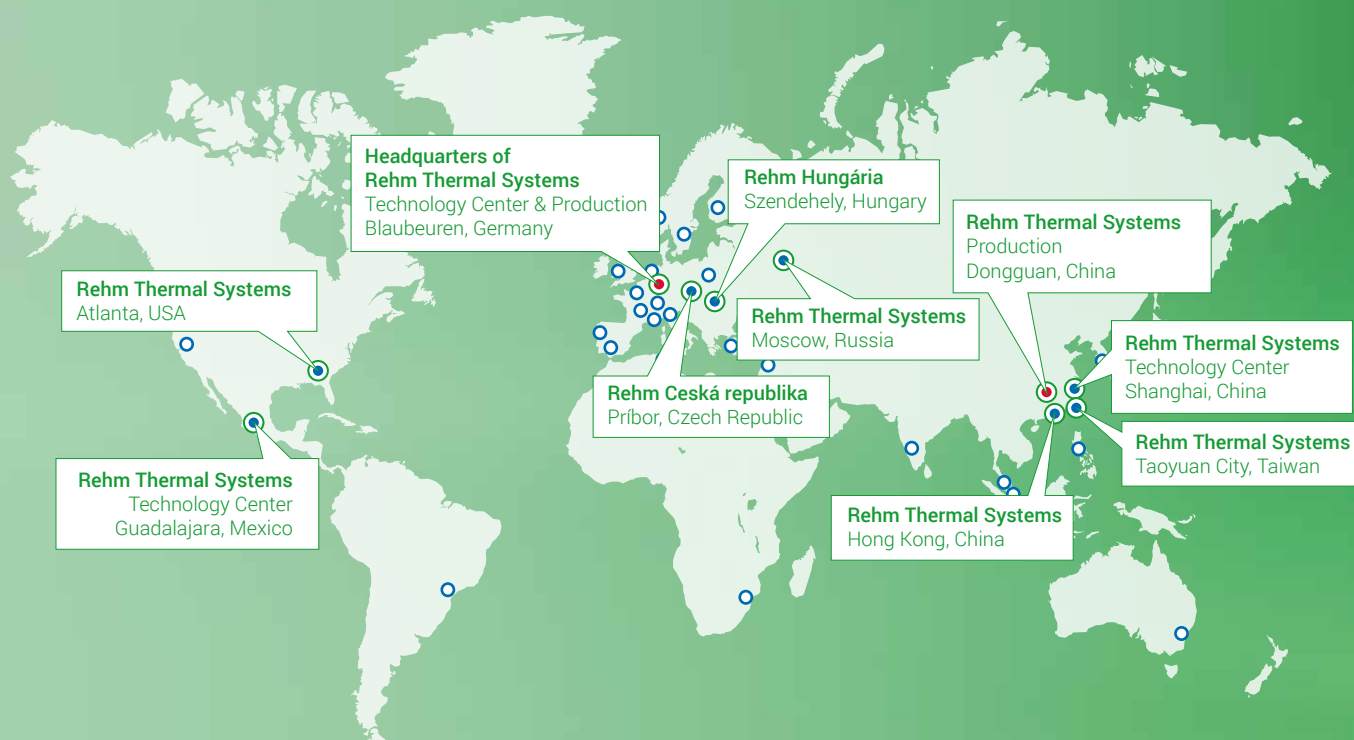 Headquarters of
Rehm Thermal Systems
Technology Center & Production
Blaubeuren, Germany
Rehm Hungária
Szendehely, Hungary
Rehm Thermal Systems
Production
Dongguan, China
Rehm Thermal Systems
Atlanta, USA
Rehm Thermal Systems
Moscow, Russia
Rehm Thermal Systems
Technology Center
Shanghai, China
Rehm Ceská republika
Príbor, Czech Republic
Rehm Thermal Systems
Taoyuan City, Taiwan
Rehm Thermal Systems
Technology Center
Guadalajara, Mexico
Rehm Thermal Systems
Hong Kong, China